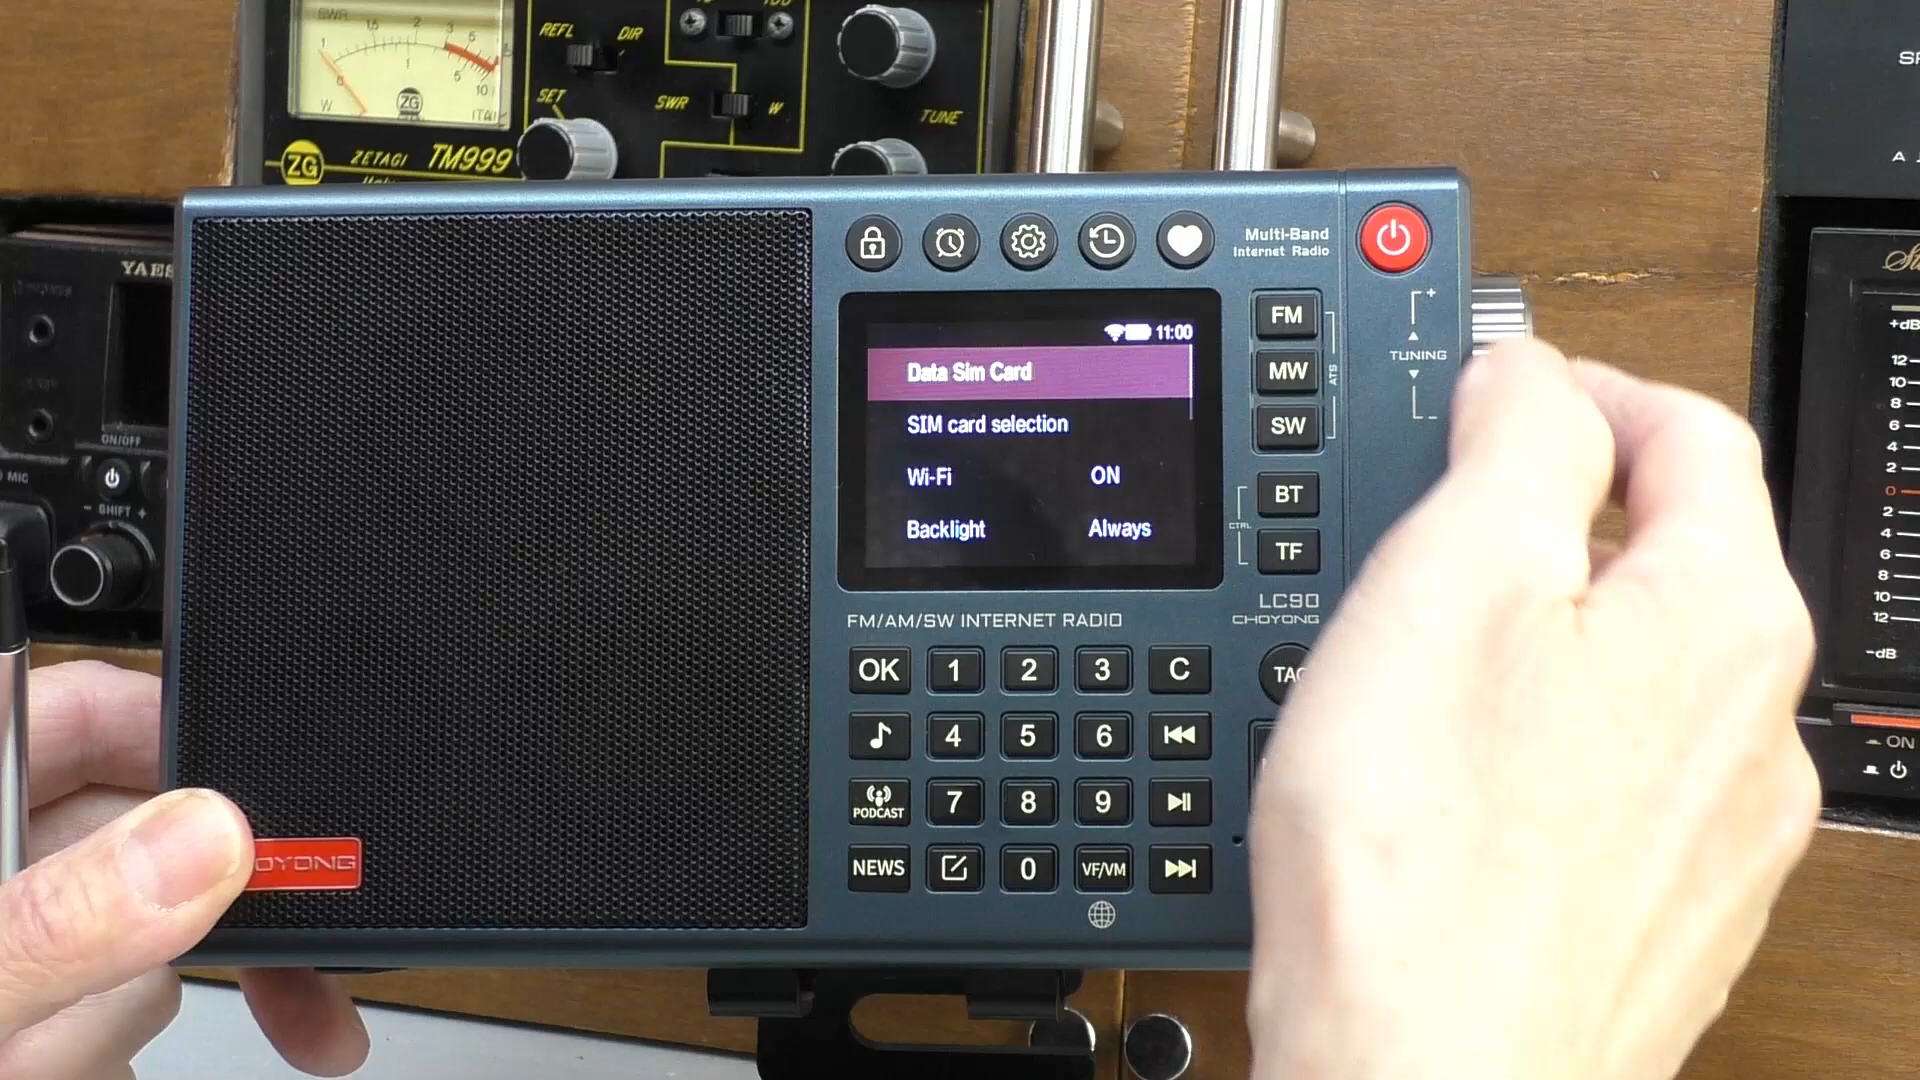 SWR
REFL
DIR
SET
SWR
W
TUNE
ZG
ZETAGI TM999
W
ZG
ON/OFF
MIC
- SHIFT +
Multi-Band
Internet Radio
11:00
Data Sim Card
SIM card selection
Wi-Fi ON
Backlight Always
FM
MW
SW
ATS
BT
CTRL
TF
+
TUNING
-
LC90
CHOYONG
FM/AM/SW INTERNET RADIO
OK 1 2 3 C
4 5 6
PODCAST 7 8 9
NEWS 0 VF/VM
+dB
12
10
8
6
4
2
0
2
4
6
8
10
12
-dB
ON